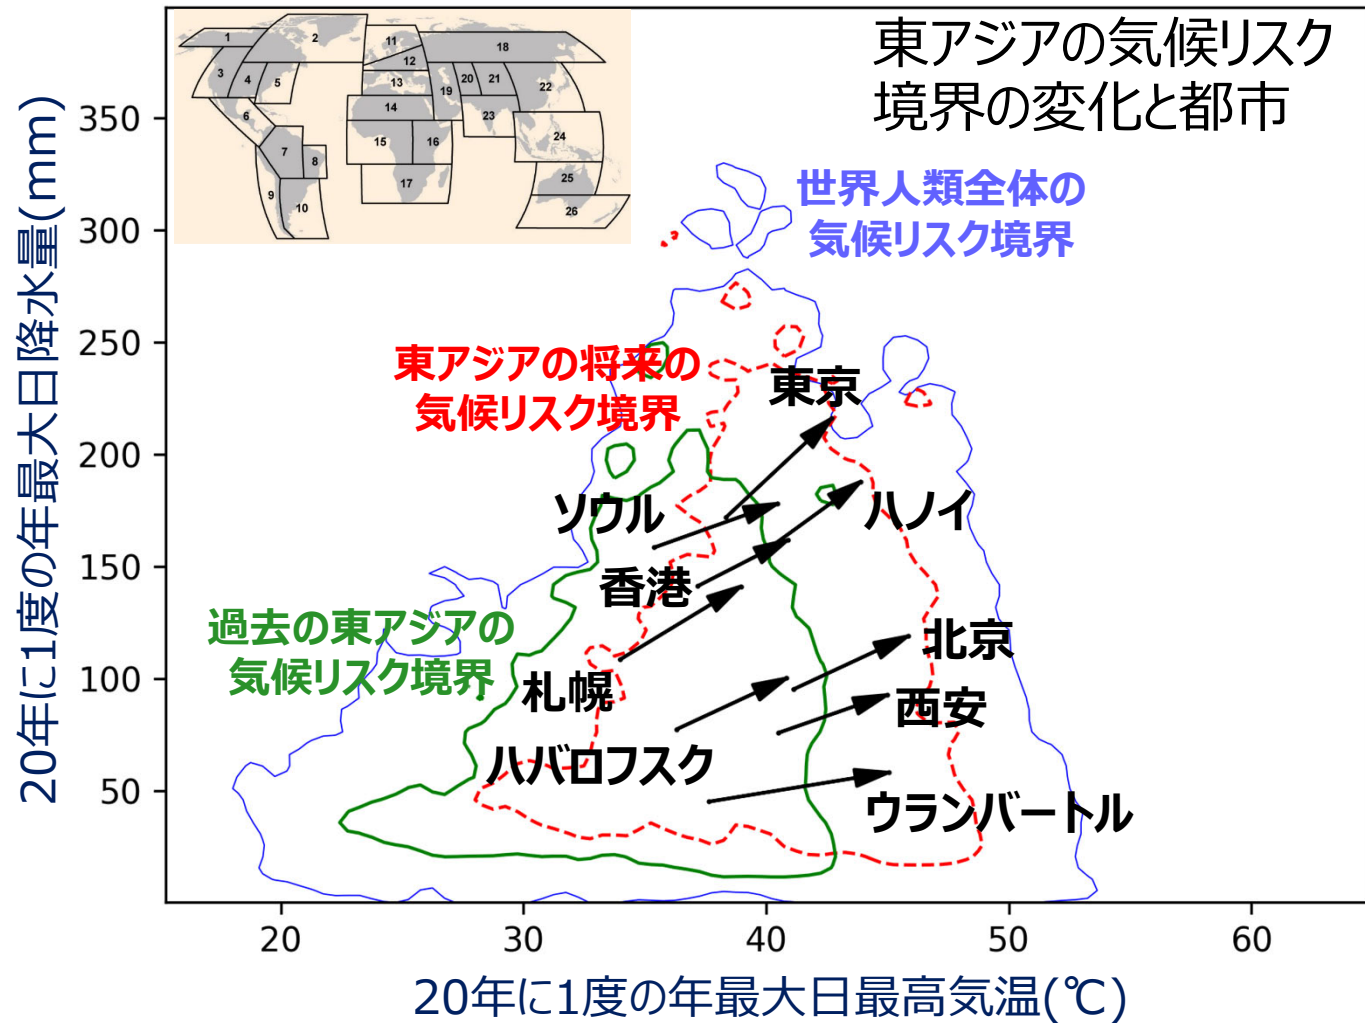 東アジアの気候リスク
境界の変化と都市
1
2
3
4
5
6
7
8
9
10
11
12
13
14
15
16
17
18
19
20
21
22
23
24
25
26
世界人類全体の
気候リスク境界
東アジアの将来の
気候リスク境界
過去の東アジアの
気候リスク境界
東京
ソウル
ハノイ
香港
北京
札幌
西安
ハバロフスク
ウランバートル
20年に1度の年最大日降水量(mm)
350
300
250
200
150
100
50
20
30
40
50
60
20年に1度の年最大日最高気温(℃)